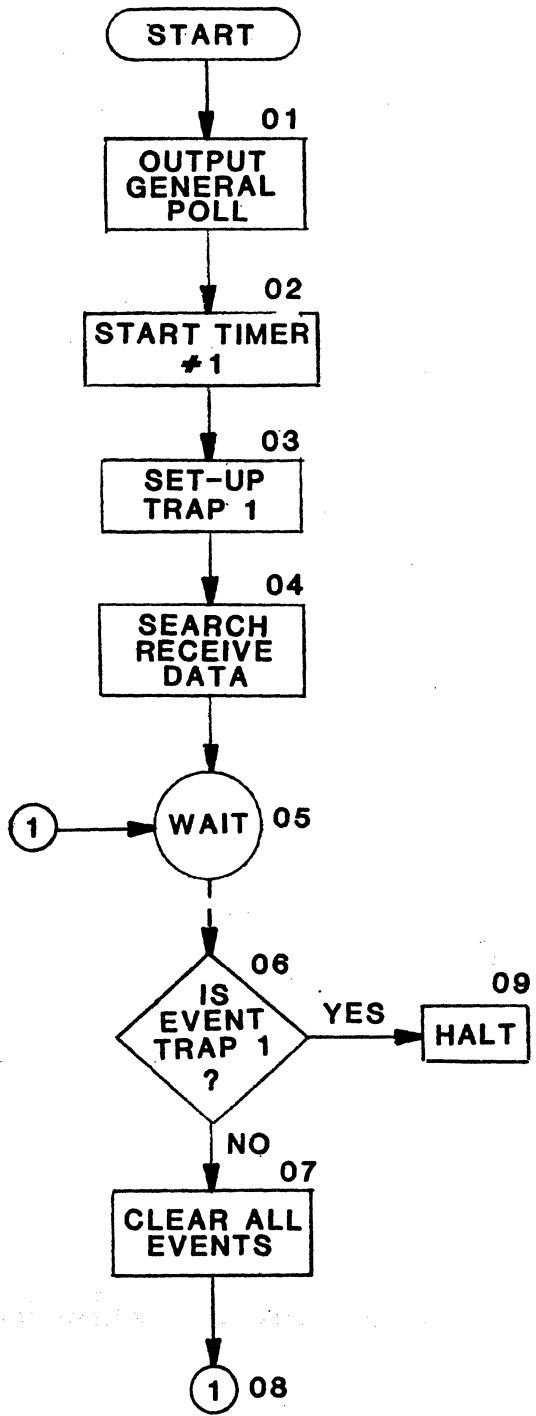 START
01
OUTPUT
GENERAL
POLL
02
START TIMER
#1
03
SET-UP
TRAP 1
04
SEARCH
RECEIVE
DATA
1
WAIT
05
06
IS
EVENT
TRAP 1
?
YES
09
HALT
NO
07
CLEAR ALL
EVENTS
1
08